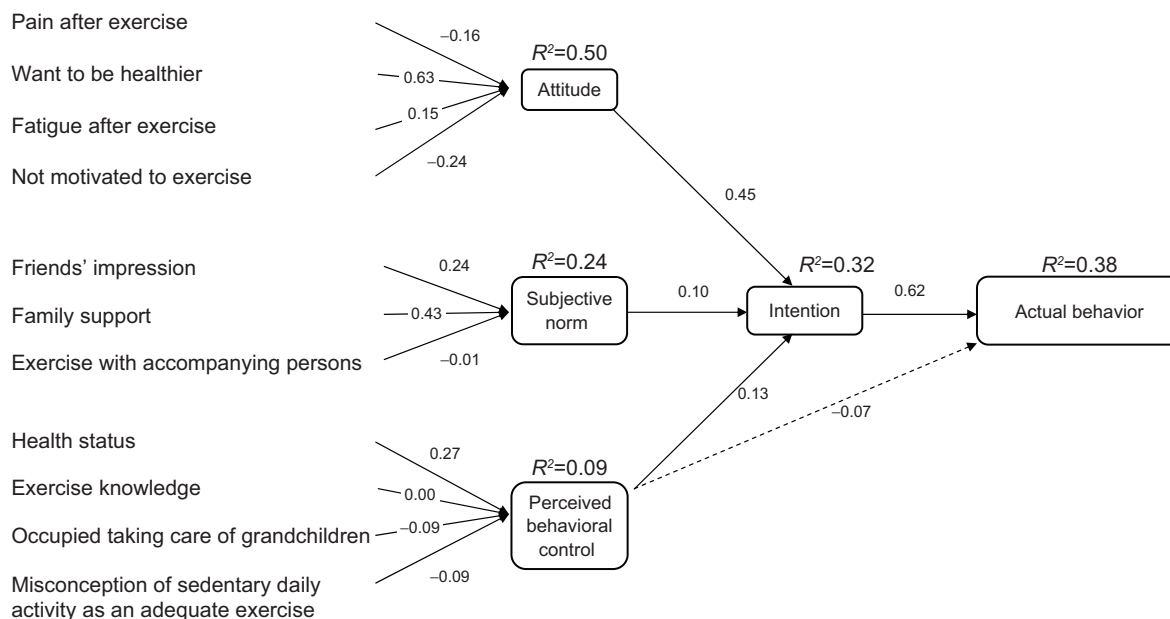 Pain after exercise
–0.16
R²=0.50
Want to be healthier
0.63
Attitude
Fatigue after exercise
0.15
–0.24
Not motivated to exercise
0.45
Friends’ impression
0.24
R²=0.24
R²=0.32
R²=0.38
Family support
0.43
Subjective
norm
0.10
Intention
0.62
Actual behavior
Exercise with accompanying persons
–0.01
0.13
–0.07
Health status
0.27
R²=0.09
Exercise knowledge
0.00
Perceived
behavioral
control
Occupied taking care of grandchildren
–0.09
Misconception of sedentary daily
activity as an adequate exercise
–0.09